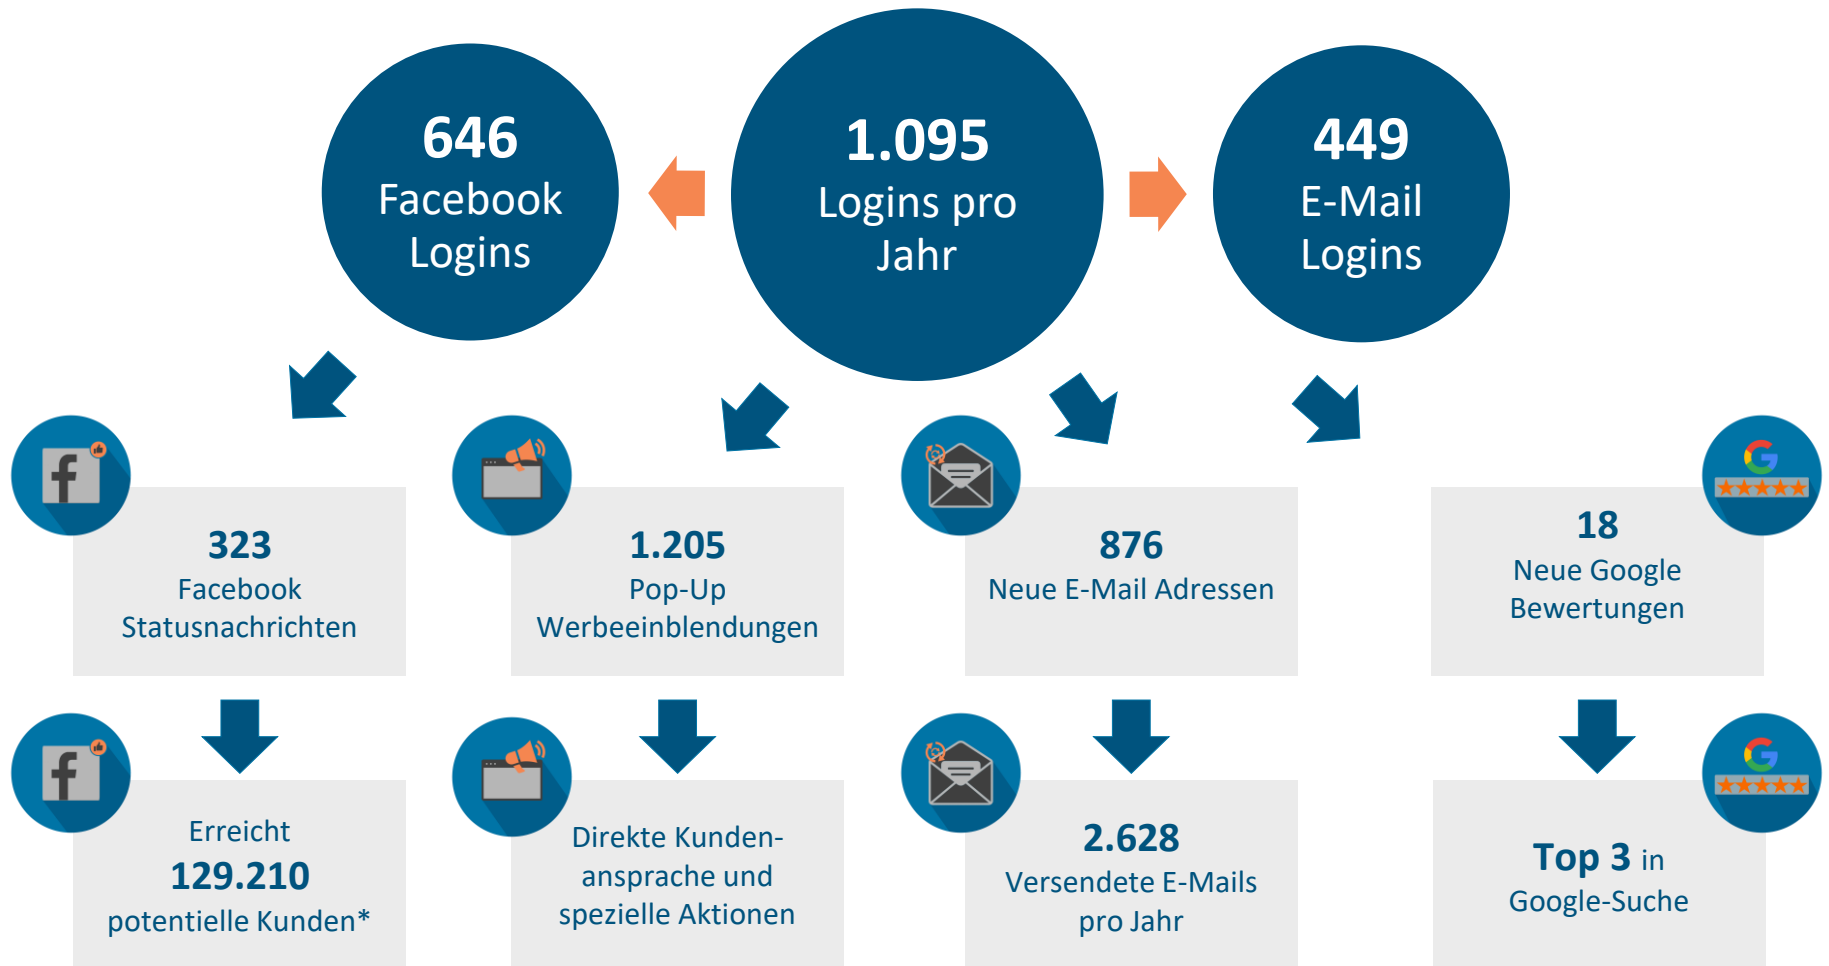 646
Facebook
Logins
1.095
Logins pro
Jahr
449
E-Mail
Logins
323
Facebook
Statusnachrichten
1.205
Pop-Up
Werbeeinblendungen
876
Neue E-Mail Adressen
18
Neue Google
Bewertungen
Erreicht
129.210
potentielle Kunden*
Direkte Kunden-
ansprache und
spezielle Aktionen
2.628
Versendete E-Mails
pro Jahr
Top 3 in
Google-Suche